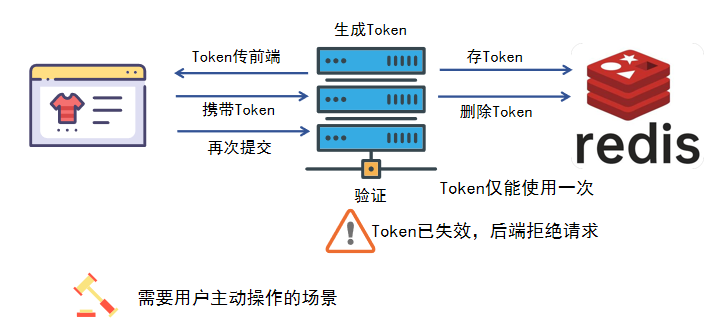 生成Token
Token传前端
存Token
携带Token
删除Token
再次提交
redis
验证
Token仅能使用一次
Token已失效，后端拒绝请求
需要用户主动操作的场景